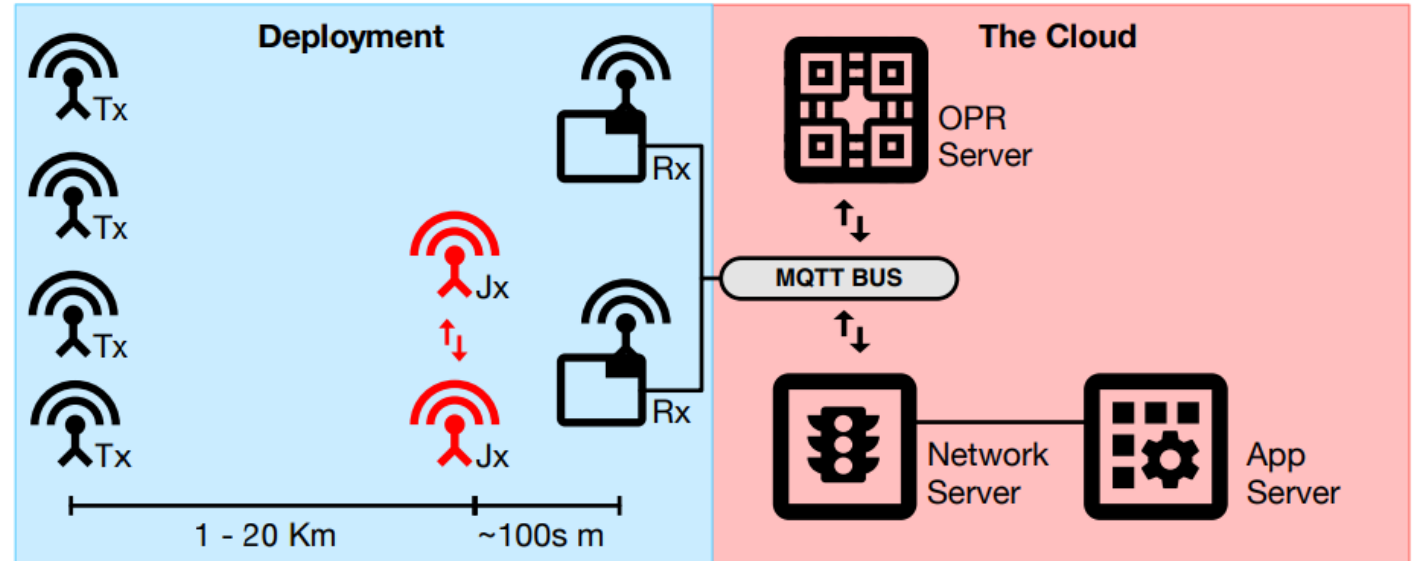 Deployment
Tx
Tx
Tx
Tx
Jx
Jx
Rx
Rx
1 - 20 Km
~100s m
The Cloud
OPR
Server
MQTT BUS
Network
Server
App
Server